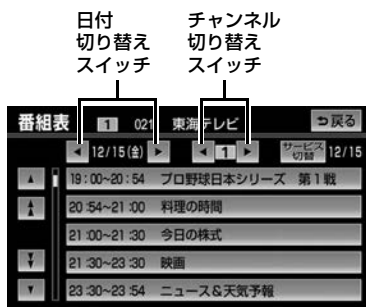 日付
切り替え
スイッチ
チャンネル
切り替え
スイッチ
番組表 1 021 東海テレビ 戻る
12/15(金) 1 サービス切替 12/15
19:00~20:54 プロ野球日本シリーズ 第1戦
20:54~21:00 料理の時間
21:00~21:30 今日の株式
21:30~23:30 映画
23:30~23:54 ニュース&天気予報